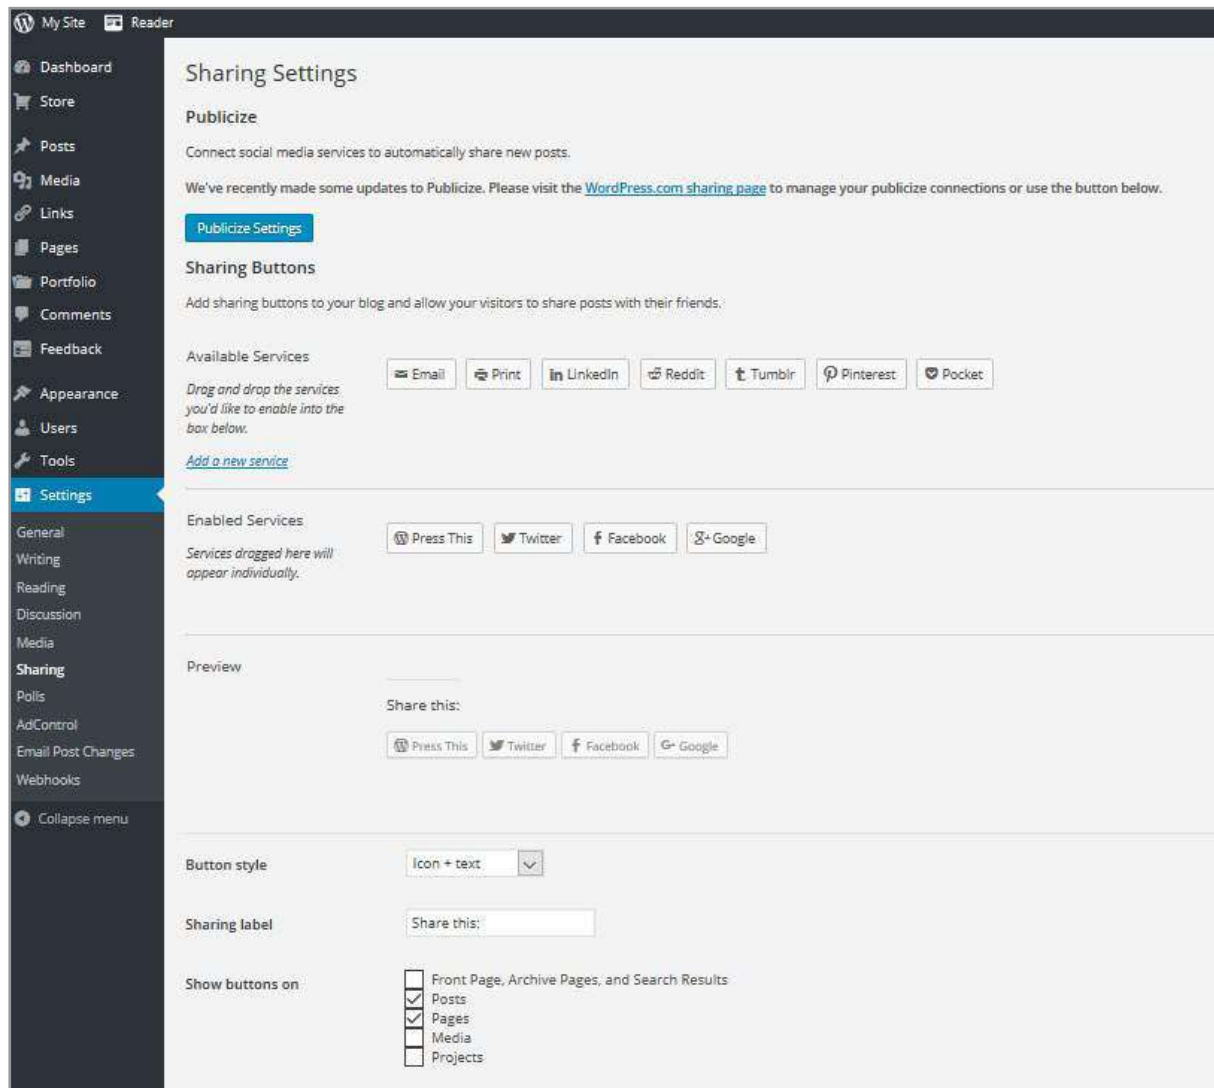 My Site Reader
Dashboard
Store
Posts
Media
Links
Pages
Portfolio
Comments
Feedback
Appearance
Users
Tools
Settings
General
Writing
Reading
Discussion
Media
Sharing
Polls
AdControl
Email Post Changes
Webhooks
Collapse menu
Sharing Settings
Publicize
Connect social media services to automatically share new posts.
We've recently made some updates to Publicize. Please visit the WordPress.com sharing page to manage your publicize connections or use the button below.
Publicize Settings
Sharing Buttons
Add sharing buttons to your blog and allow your visitors to share posts with their friends.
Available Services
Drag and drop the services
you'd like to enable into the
box below.
Add a new service
Email Print in LinkedIn Reddit t Tumblr Pinterest Pocket
Enabled Services
Services dragged here will
appear individually.
Press This Twitter f Facebook g+ Google
Preview
Share this:
Press This Twitter f Facebook G+ Google
Button style Icon + text
Sharing label Share this:
Show buttons on
Front Page, Archive Pages, and Search Results
Posts
Pages
Media
Projects